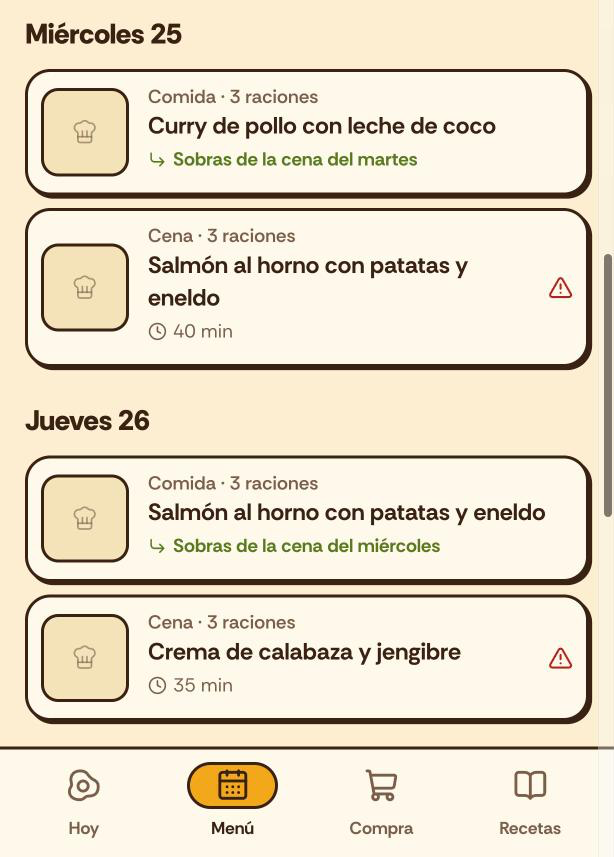 Miércoles 25
Comida · 3 raciones
Curry de pollo con leche de coco
Sobras de la cena del martes
Cena · 3 raciones
Salmón al horno con patatas y
eneldo
40 min
Jueves 26
Comida · 3 raciones
Salmón al horno con patatas y eneldo
Sobras de la cena del miércoles
Cena · 3 raciones
Crema de calabaza y jengibre
35 min
Hoy
Menú
Compra
Recetas